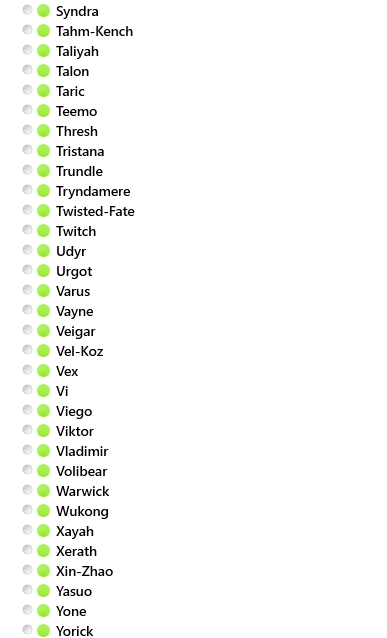 Syndra
Tahm-Kench
Taliyah
Talon
Taric
Teemo
Thresh
Tristana
Trundle
Tryndamere
Twisted-Fate
Twitch
Udyr
Urgot
Varus
Vayne
Veigar
Vel-Koz
Vex
Vi
Viego
Viktor
Vladimir
Volibear
Warwick
Wukong
Xayah
Xerath
Xin-Zhao
Yasuo
Yone
Yorick